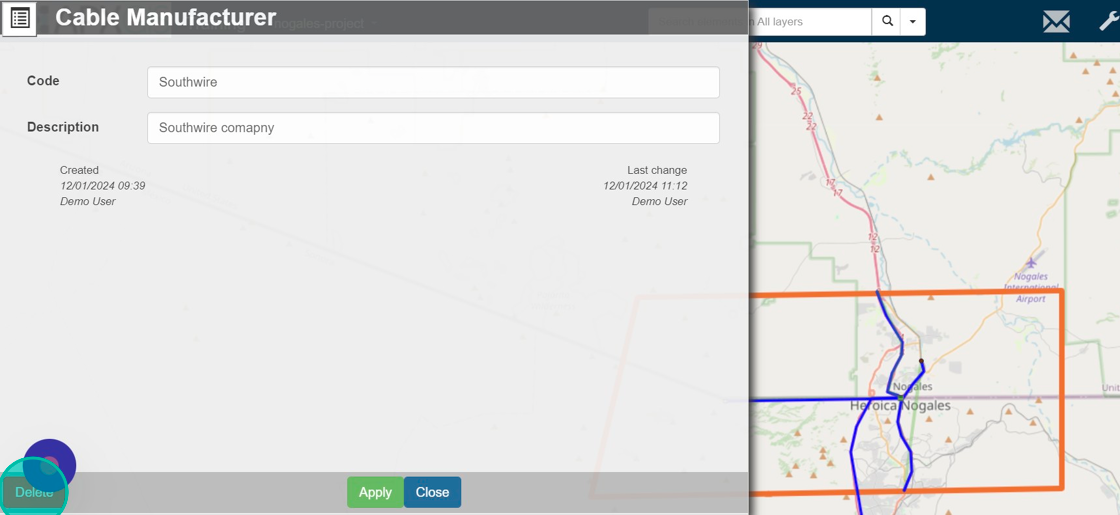 Cable Manufacturer
nogales-project
All layers
Code
Southwire
Description
Southwire comapny
Created
12/01/2024 09:39
Demo User
Last change
12/01/2024 11:12
Demo User
Delete
Apply
Close
29
25
22
22
17
17
12
12
Nogales
International
Airport
Nogales
Heroica Nogales
Unit